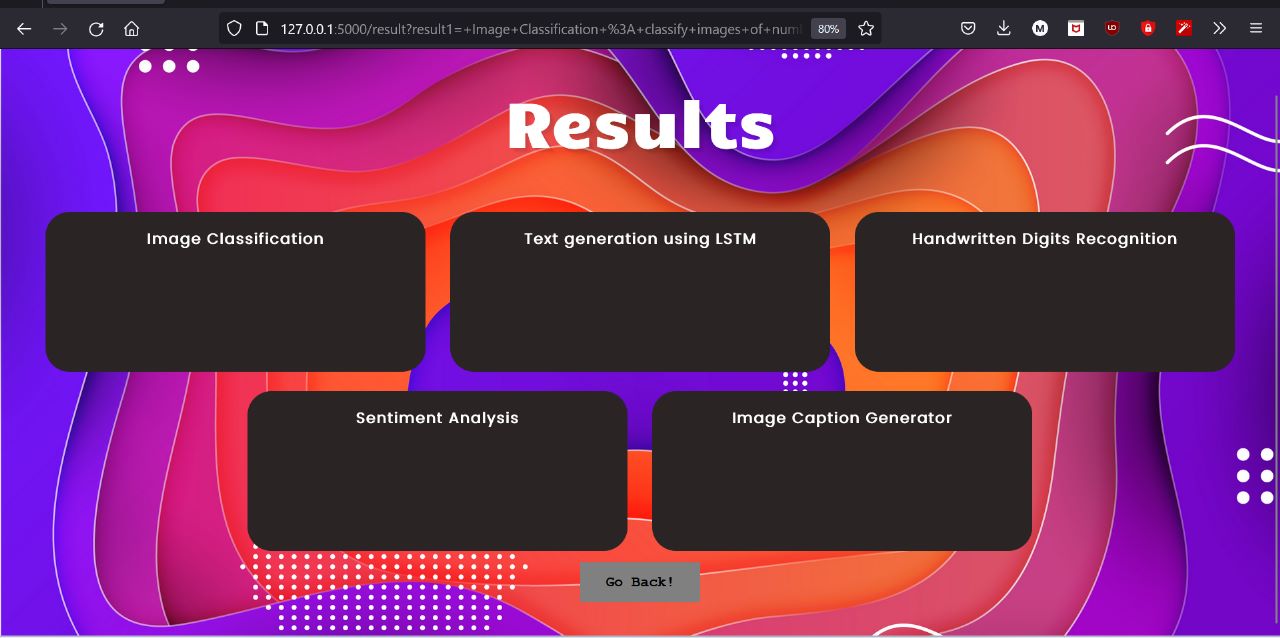 127.0.0.1:5000/result?result1=+Image+Classification+%3A+classify+images+of+num
80%
Results
Image Classification
Text generation using LSTM
Handwritten Digits Recognition
Sentiment Analysis
Image Caption Generator
Go Back!